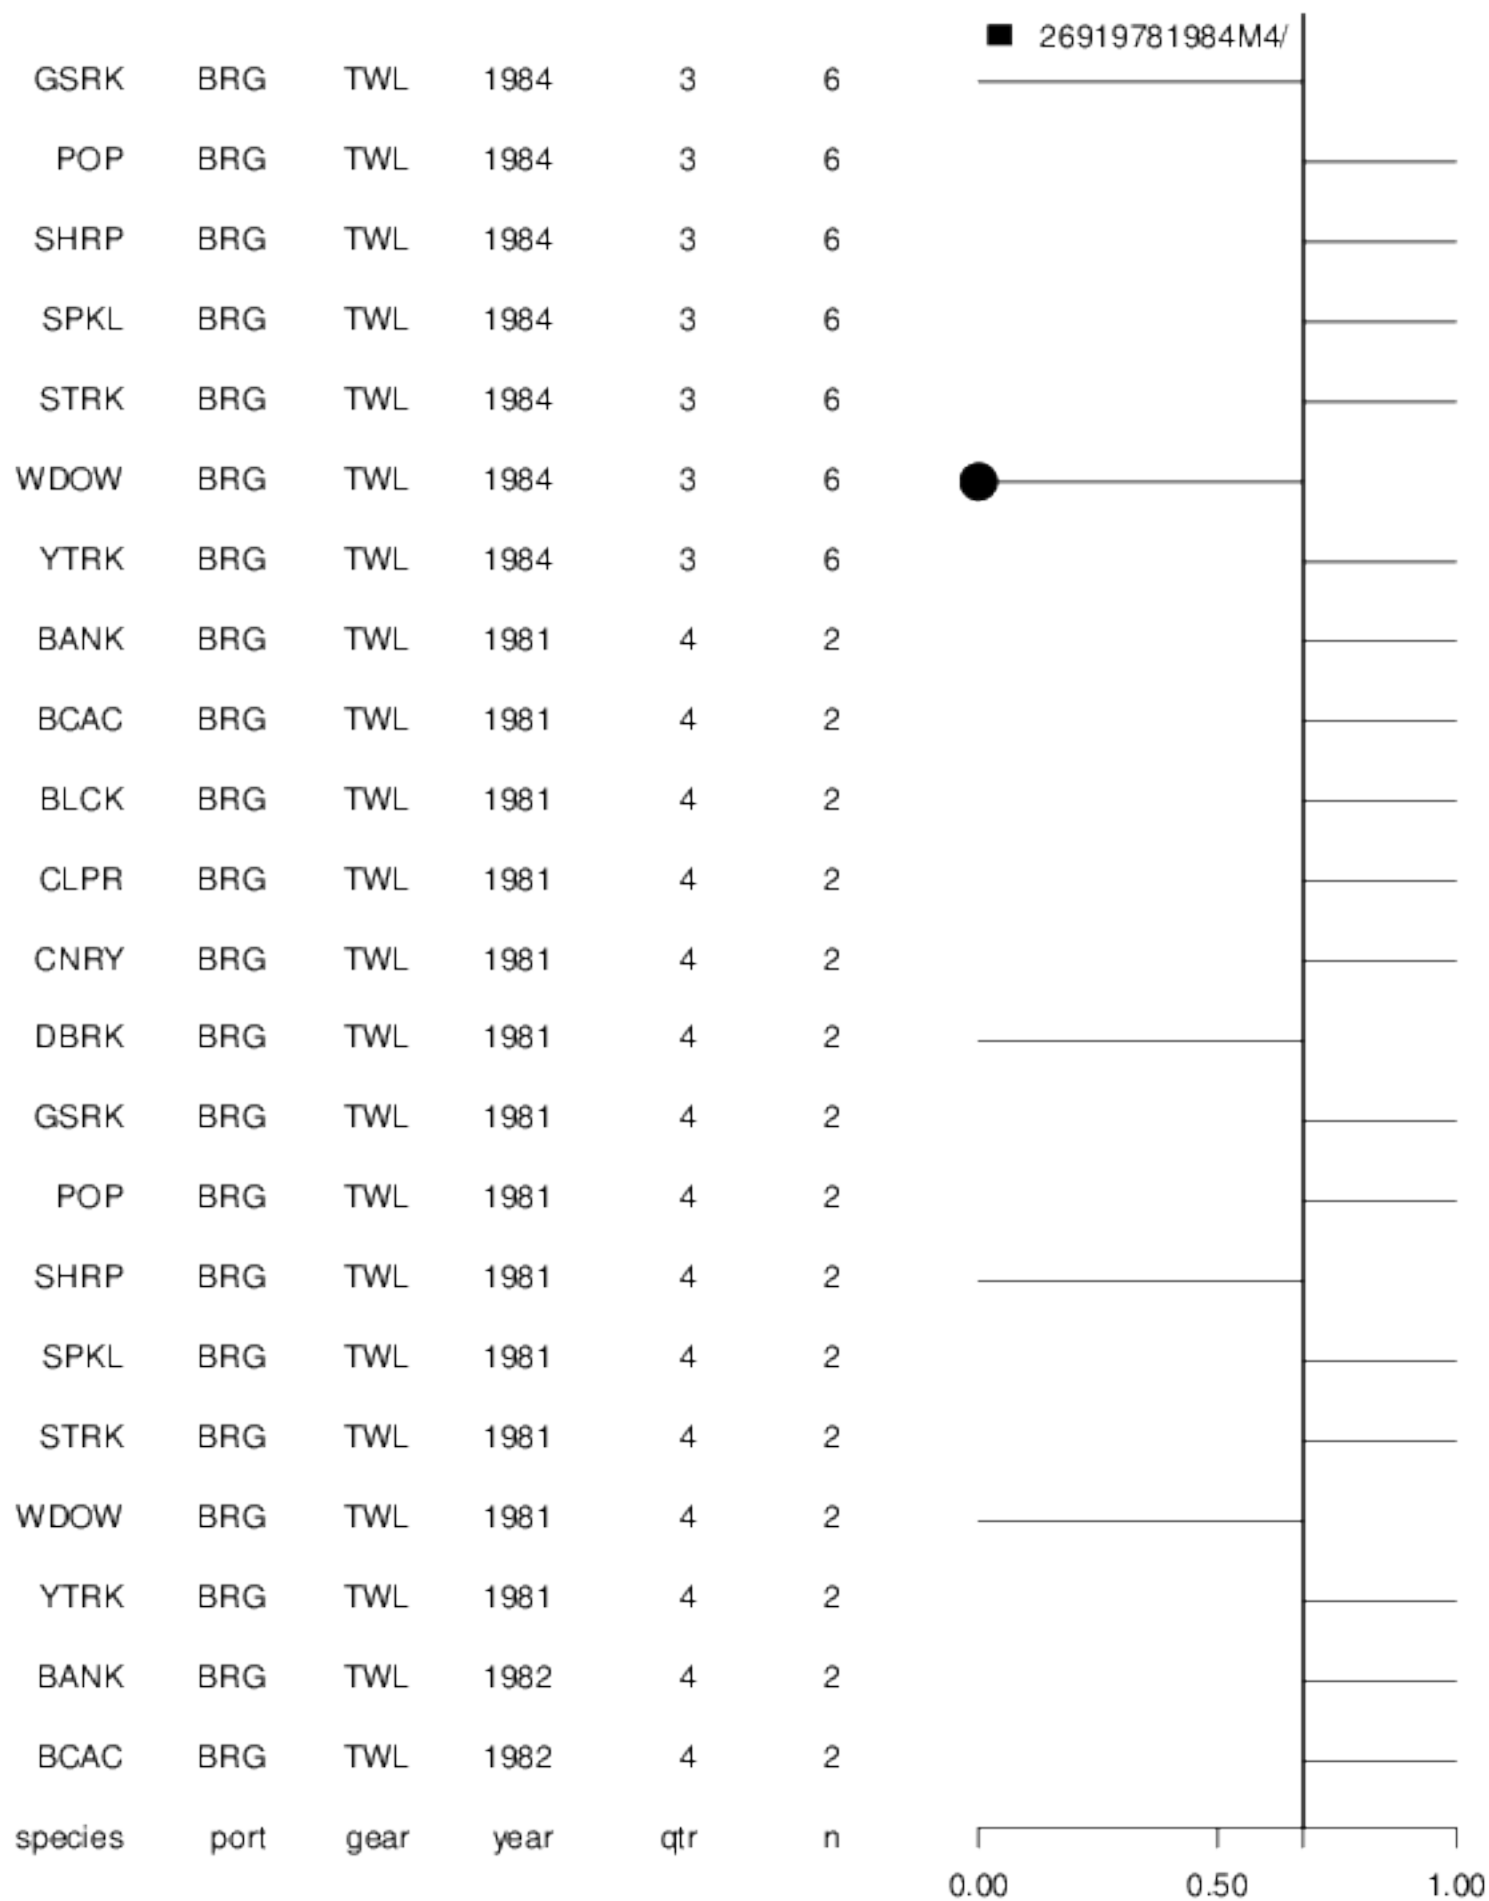 26919781984M4/
GSRK BRG TWL 1984 3 6
POP BRG TWL 1984 3 6
SHRP BRG TWL 1984 3 6
SPKL BRG TWL 1984 3 6
STRK BRG TWL 1984 3 6
WDOW BRG TWL 1984 3 6
YTRK BRG TWL 1984 3 6
BANK BRG TWL 1981 4 2
BCAC BRG TWL 1981 4 2
BLCK BRG TWL 1981 4 2
CLPR BRG TWL 1981 4 2
CNRY BRG TWL 1981 4 2
DBRK BRG TWL 1981 4 2
GSRK BRG TWL 1981 4 2
POP BRG TWL 1981 4 2
SHRP BRG TWL 1981 4 2
SPKL BRG TWL 1981 4 2
STRK BRG TWL 1981 4 2
WDOW BRG TWL 1981 4 2
YTRK BRG TWL 1981 4 2
BANK BRG TWL 1982 4 2
BCAC BRG TWL 1982 4 2
species port gear year qtr n
0.00 0.50 1.00